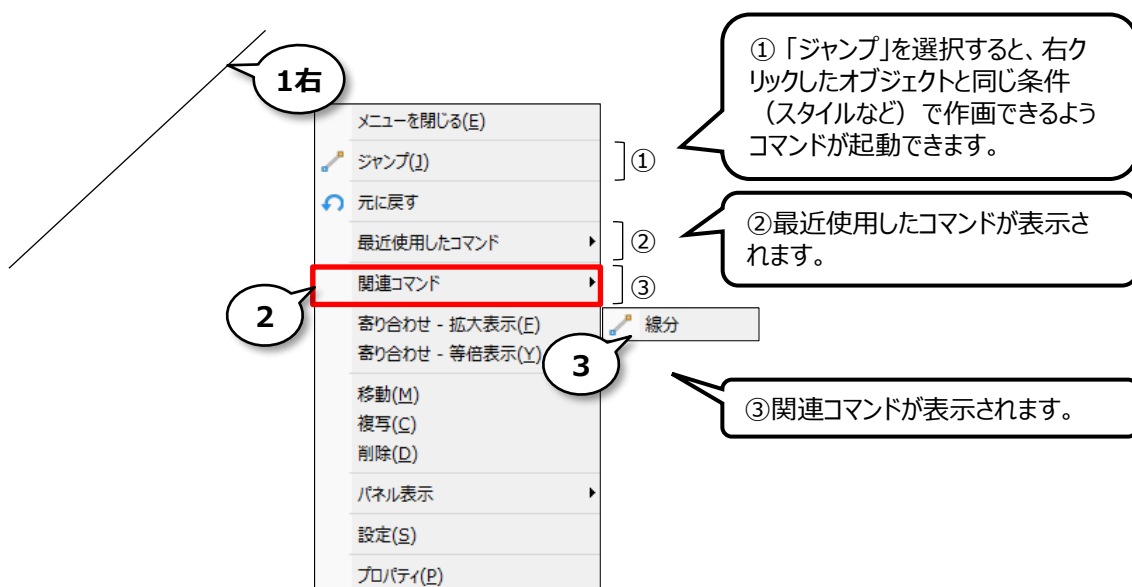 ①「ジャンプ」を選択すると、右ク
リックしたオブジェクトと同じ条件
（スタイルなど）で作画できるよう
コマンドが起動できます。
1右
メニューを閉じる(E)
ジャンプ(J)
①
元に戻す
最近使用したコマンド
②
②最近使用したコマンドが表示さ
れます。
関連コマンド
③
2
寄り合わせ - 拡大表示(F)
線分
寄り合わせ - 等倍表示(Y)
3
移動(M)
複写(C)
③関連コマンドが表示されます。
削除(D)
パネル表示
設定(S)
プロパティ(P)